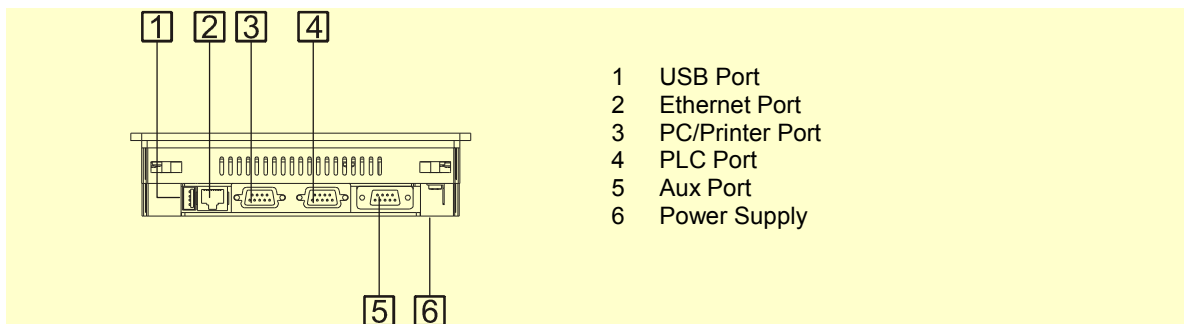 1 2 3 4
1 USB Port
2 Ethernet Port
3 PC/Printer Port
4 PLC Port
5 Aux Port
6 Power Supply
5 6